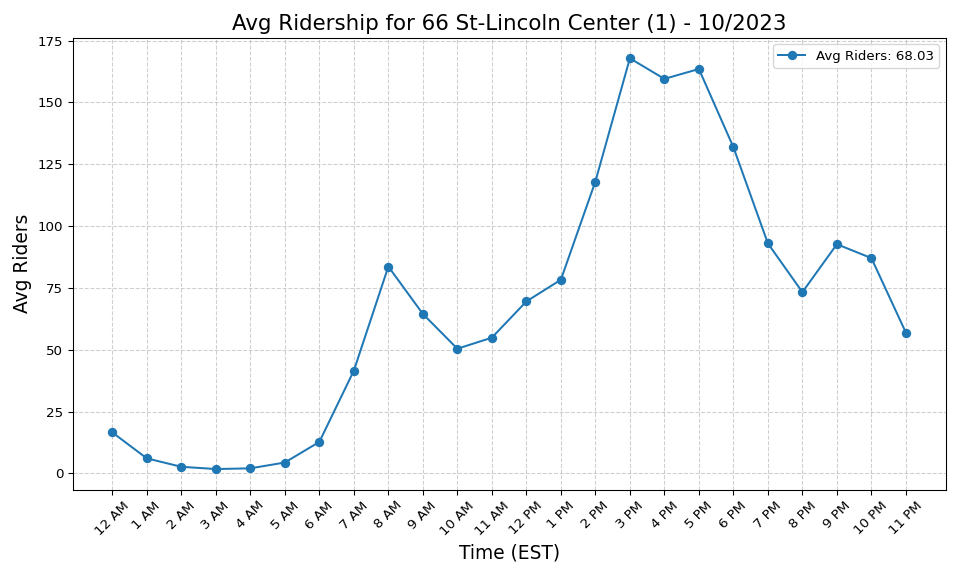 Avg Ridership for 66 St-Lincoln Center (1) - 10/2023
Avg Riders: 68.03
Avg Riders
175
150
125
100
75
50
25
0
12 AM
1 AM
2 AM
3 AM
4 AM
5 AM
6 AM
7 AM
8 AM
9 AM
10 AM
11 AM
12 PM
1 PM
2 PM
3 PM
4 PM
5 PM
6 PM
7 PM
8 PM
9 PM
10 PM
11 PM
Time (EST)